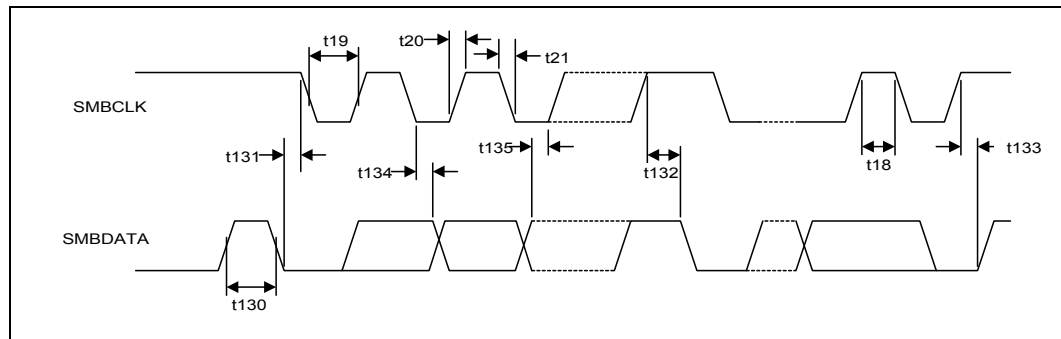 t19
t20
t21
SMBCLK
t131
t134
t135
t132
t18
t133
SMBDATA
t130